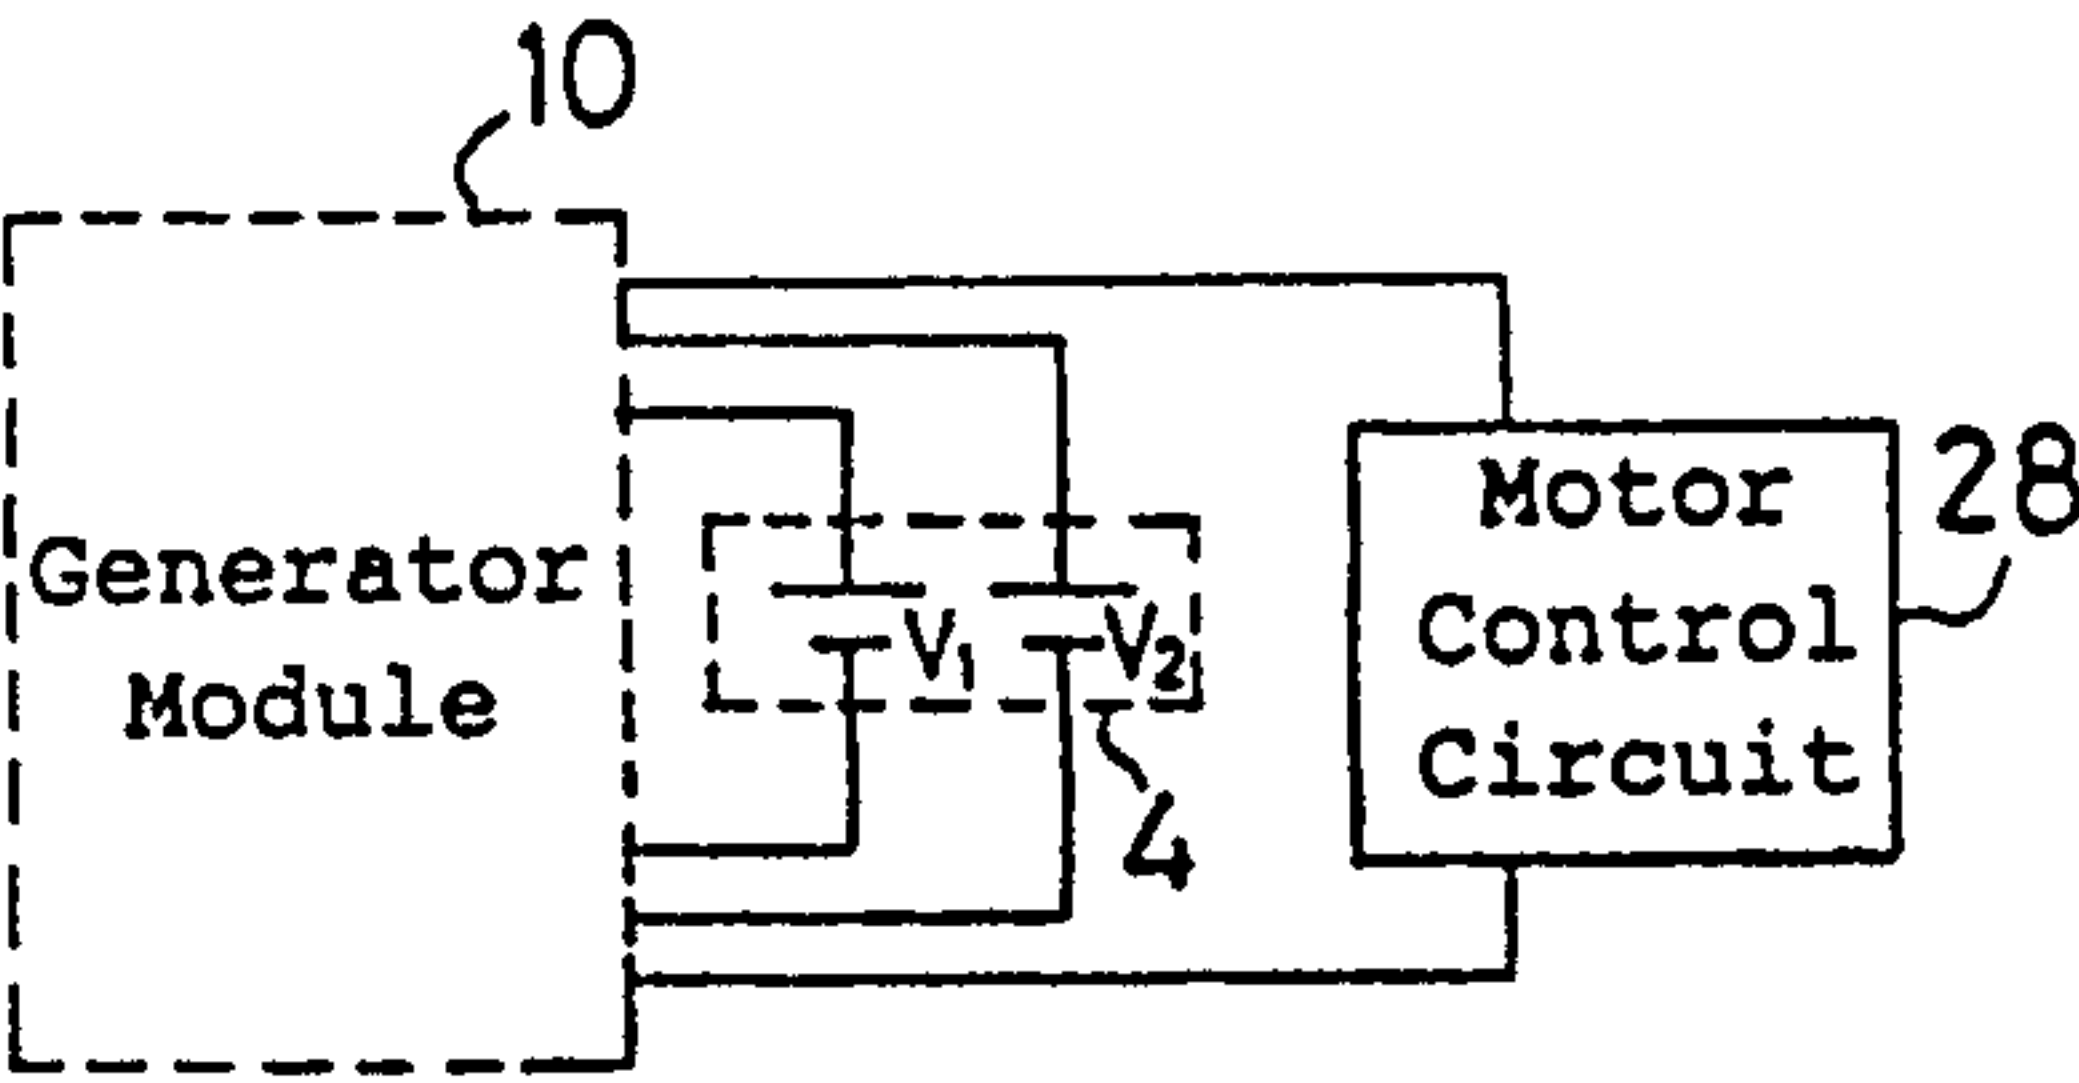 10
Generator
Module
V1
V2
4
Motor
Control
Circuit
28